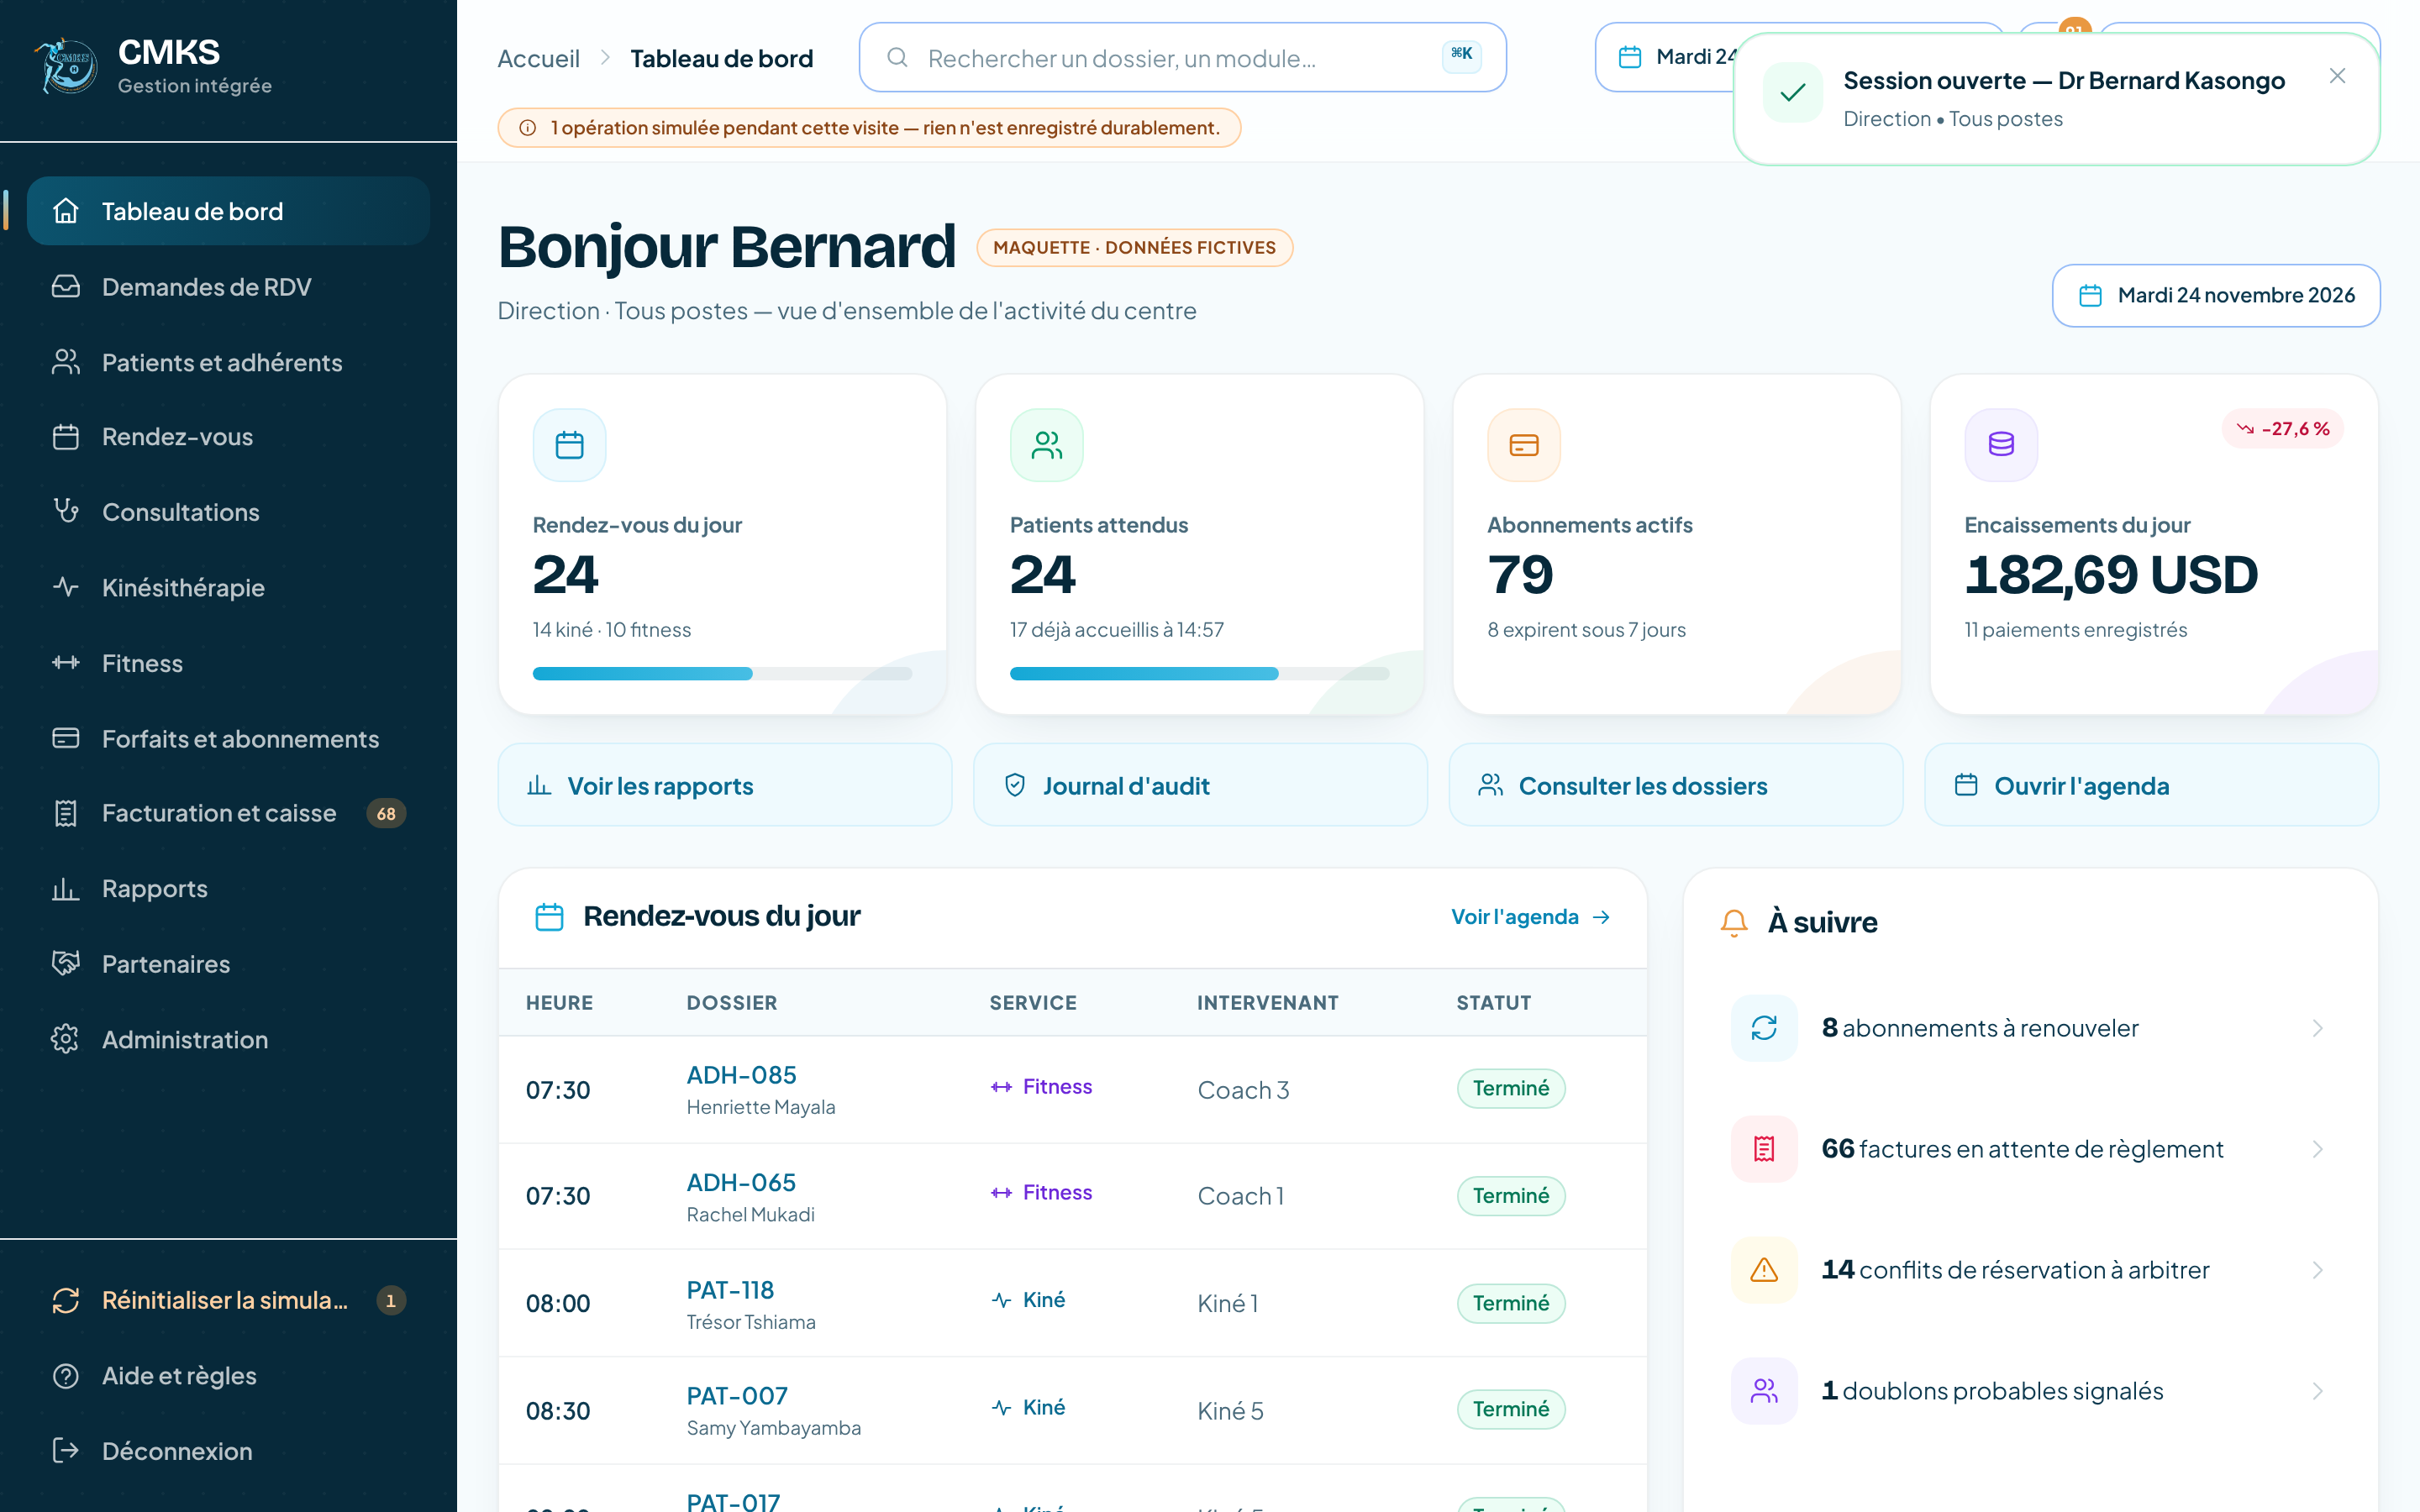 CMKS
Gestion intégrée
Tableau de bord
Demandes de RDV
Patients et adhérents
Rendez-vous
Consultations
Kinésithérapie
Fitness
Forfaits et abonnements
Facturation et caisse 68
Rapports
Partenaires
Administration
Réinitialiser la simula... 1
Aide et règles
Déconnexion
Accueil > Tableau de bord
Rechercher un dossier, un module...
⌘K
Mardi 24
Session ouverte — Dr Bernard Kasongo
Direction • Tous postes
1 opération simulée pendant cette visite — rien n'est enregistré durablement.
Bonjour Bernard
MAQUETTE · DONNÉES FICTIVES
Direction · Tous postes — vue d'ensemble de l'activité du centre
Mardi 24 novembre 2026
Rendez-vous du jour
24
14 kiné · 10 fitness
Patients attendus
24
17 déjà accueillis à 14:57
Abonnements actifs
79
8 expirent sous 7 jours
-27,6 %
Encaissements du jour
182,69 USD
11 paiements enregistrés
Voir les rapports
Journal d'audit
Consulter les dossiers
Ouvrir l'agenda
Rendez-vous du jour
Voir l'agenda →
HEURE DOSSIER SERVICE INTERVENANT STATUT
07:30 ADH-085 Fitness Coach 3 Terminé
Henriette Mayala
07:30 ADH-065 Fitness Coach 1 Terminé
Rachel Mukadi
08:00 PAT-118 Kiné Kiné 1 Terminé
Trésor Tshiama
08:30 PAT-007 Kiné Kiné 5 Terminé
Samy Yambayamba
PAT-017
À suivre
8 abonnements à renouveler
66 factures en attente de règlement
14 conflits de réservation à arbitrer
1 doublons probables signalés